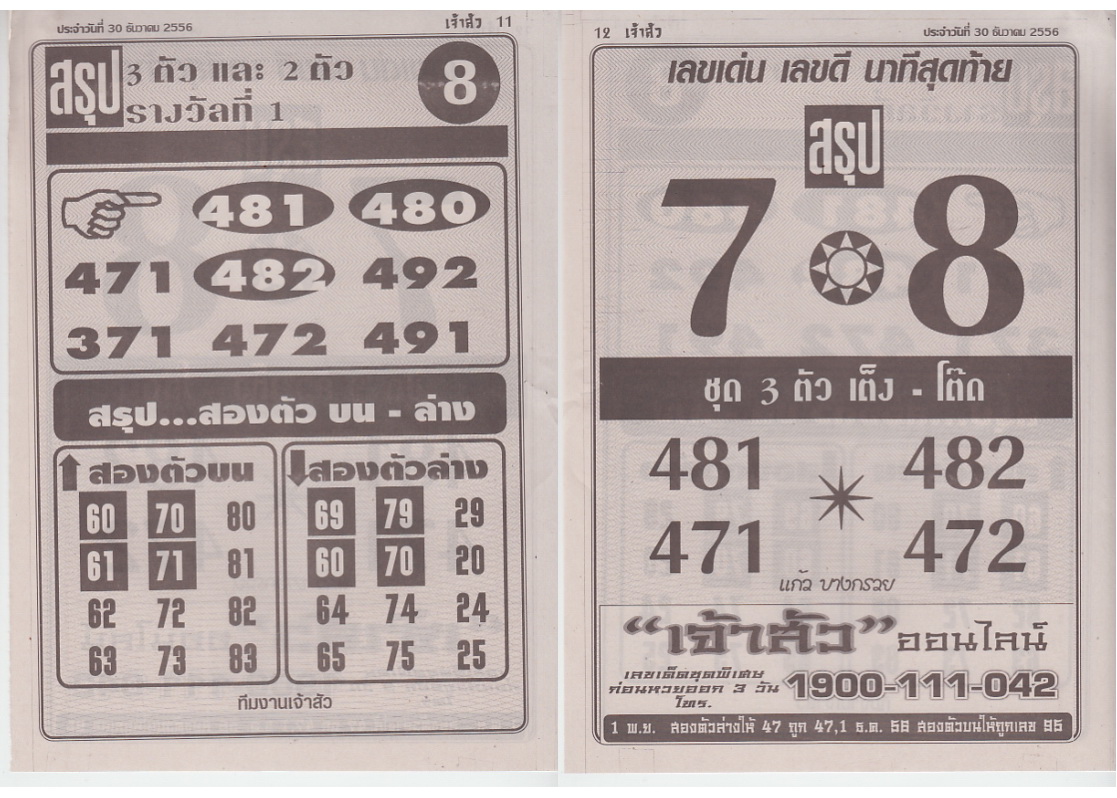 ประจำวันที่ 30 ธันวาคม 2556
เจ้าสัว 11
สรุป
3 ตัว และ 2 ตัว
รางวัลที่ 1
8
481 480
471 482 492
371 472 491
สรุป...สองตัว บน - ล่าง
สองตัวบน
60 70 80
61 71 81
62 72 82
63 73 83
สองตัวล่าง
69 79 29
60 70 20
64 74 24
65 75 25
ทีมงานเจ้าสัว
12 เจ้าสัว
ประจำวันที่ 30 ธันวาคม 2556
เลขเด่น เลขดี นาทีสุดท้าย
สรุป
7 8
ชุด 3 ตัว เต็ง - โต๊ด
481 482
471 472
แก้ว บางกรวย
“เจ้าสัว” ออนไลน์
เลขเด็ดชุดพิเศษ
ก่อนหวยออก 3 วัน
โทร.
1900-111-042
1 พ.ย. สองตัวล่างให้ 47 ถูก 47,1 ธ.ค. 56 สองตัวบนให้ถูกเลข 95